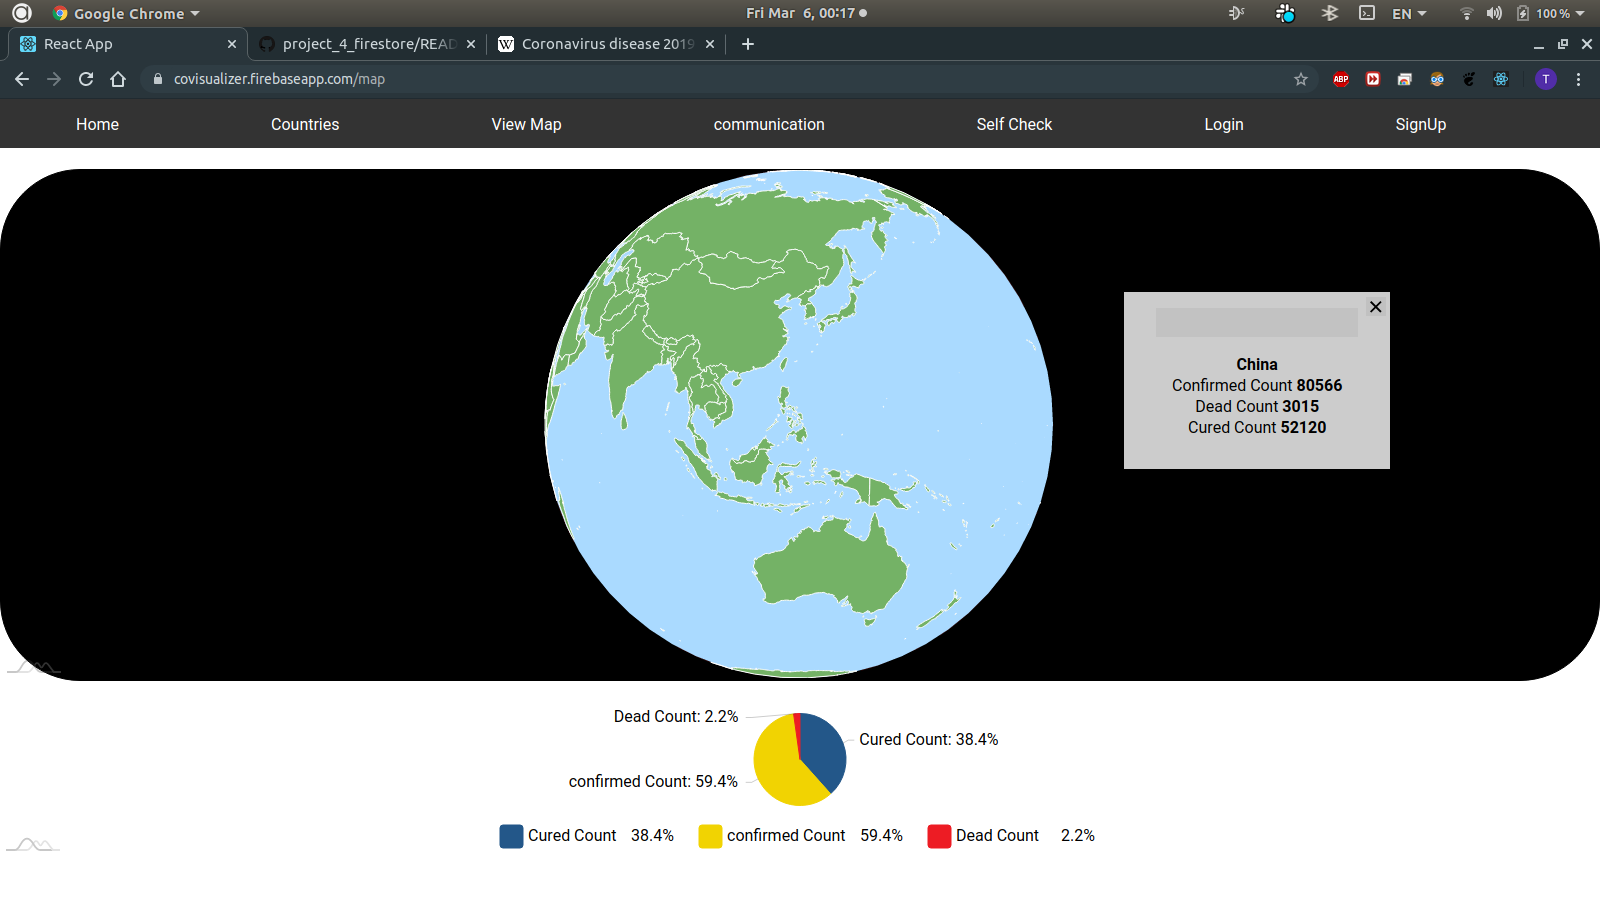 Google Chrome
Fri Mar 6, 00:17
EN
100 %
React App
project_4_firestore/READ
Coronavirus disease 2019
covisualizer.firebaseapp.com/map
ABP
T
Home
Countries
View Map
communication
Self Check
Login
SignUp
China
Confirmed Count 80566
Dead Count 3015
Cured Count 52120
Dead Count: 2.2%
Cured Count: 38.4%
confirmed Count: 59.4%
Cured Count 38.4%
confirmed Count 59.4%
Dead Count 2.2%